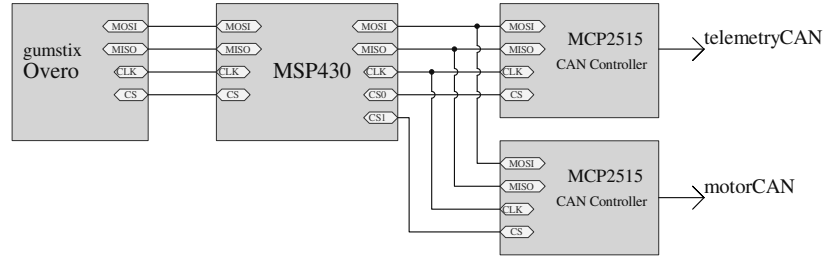 gumstix
Overo
MOSI
MISO
CLK
CS
MOSI
MISO
CLK
CS
MSP430
MOSI
MISO
CLK
CS0
CS1
MOSI
MISO
CLK
CS
MCP2515
CAN Controller
telemetryCAN
MOSI
MISO
CLK
CS
MCP2515
CAN Controller
motorCAN